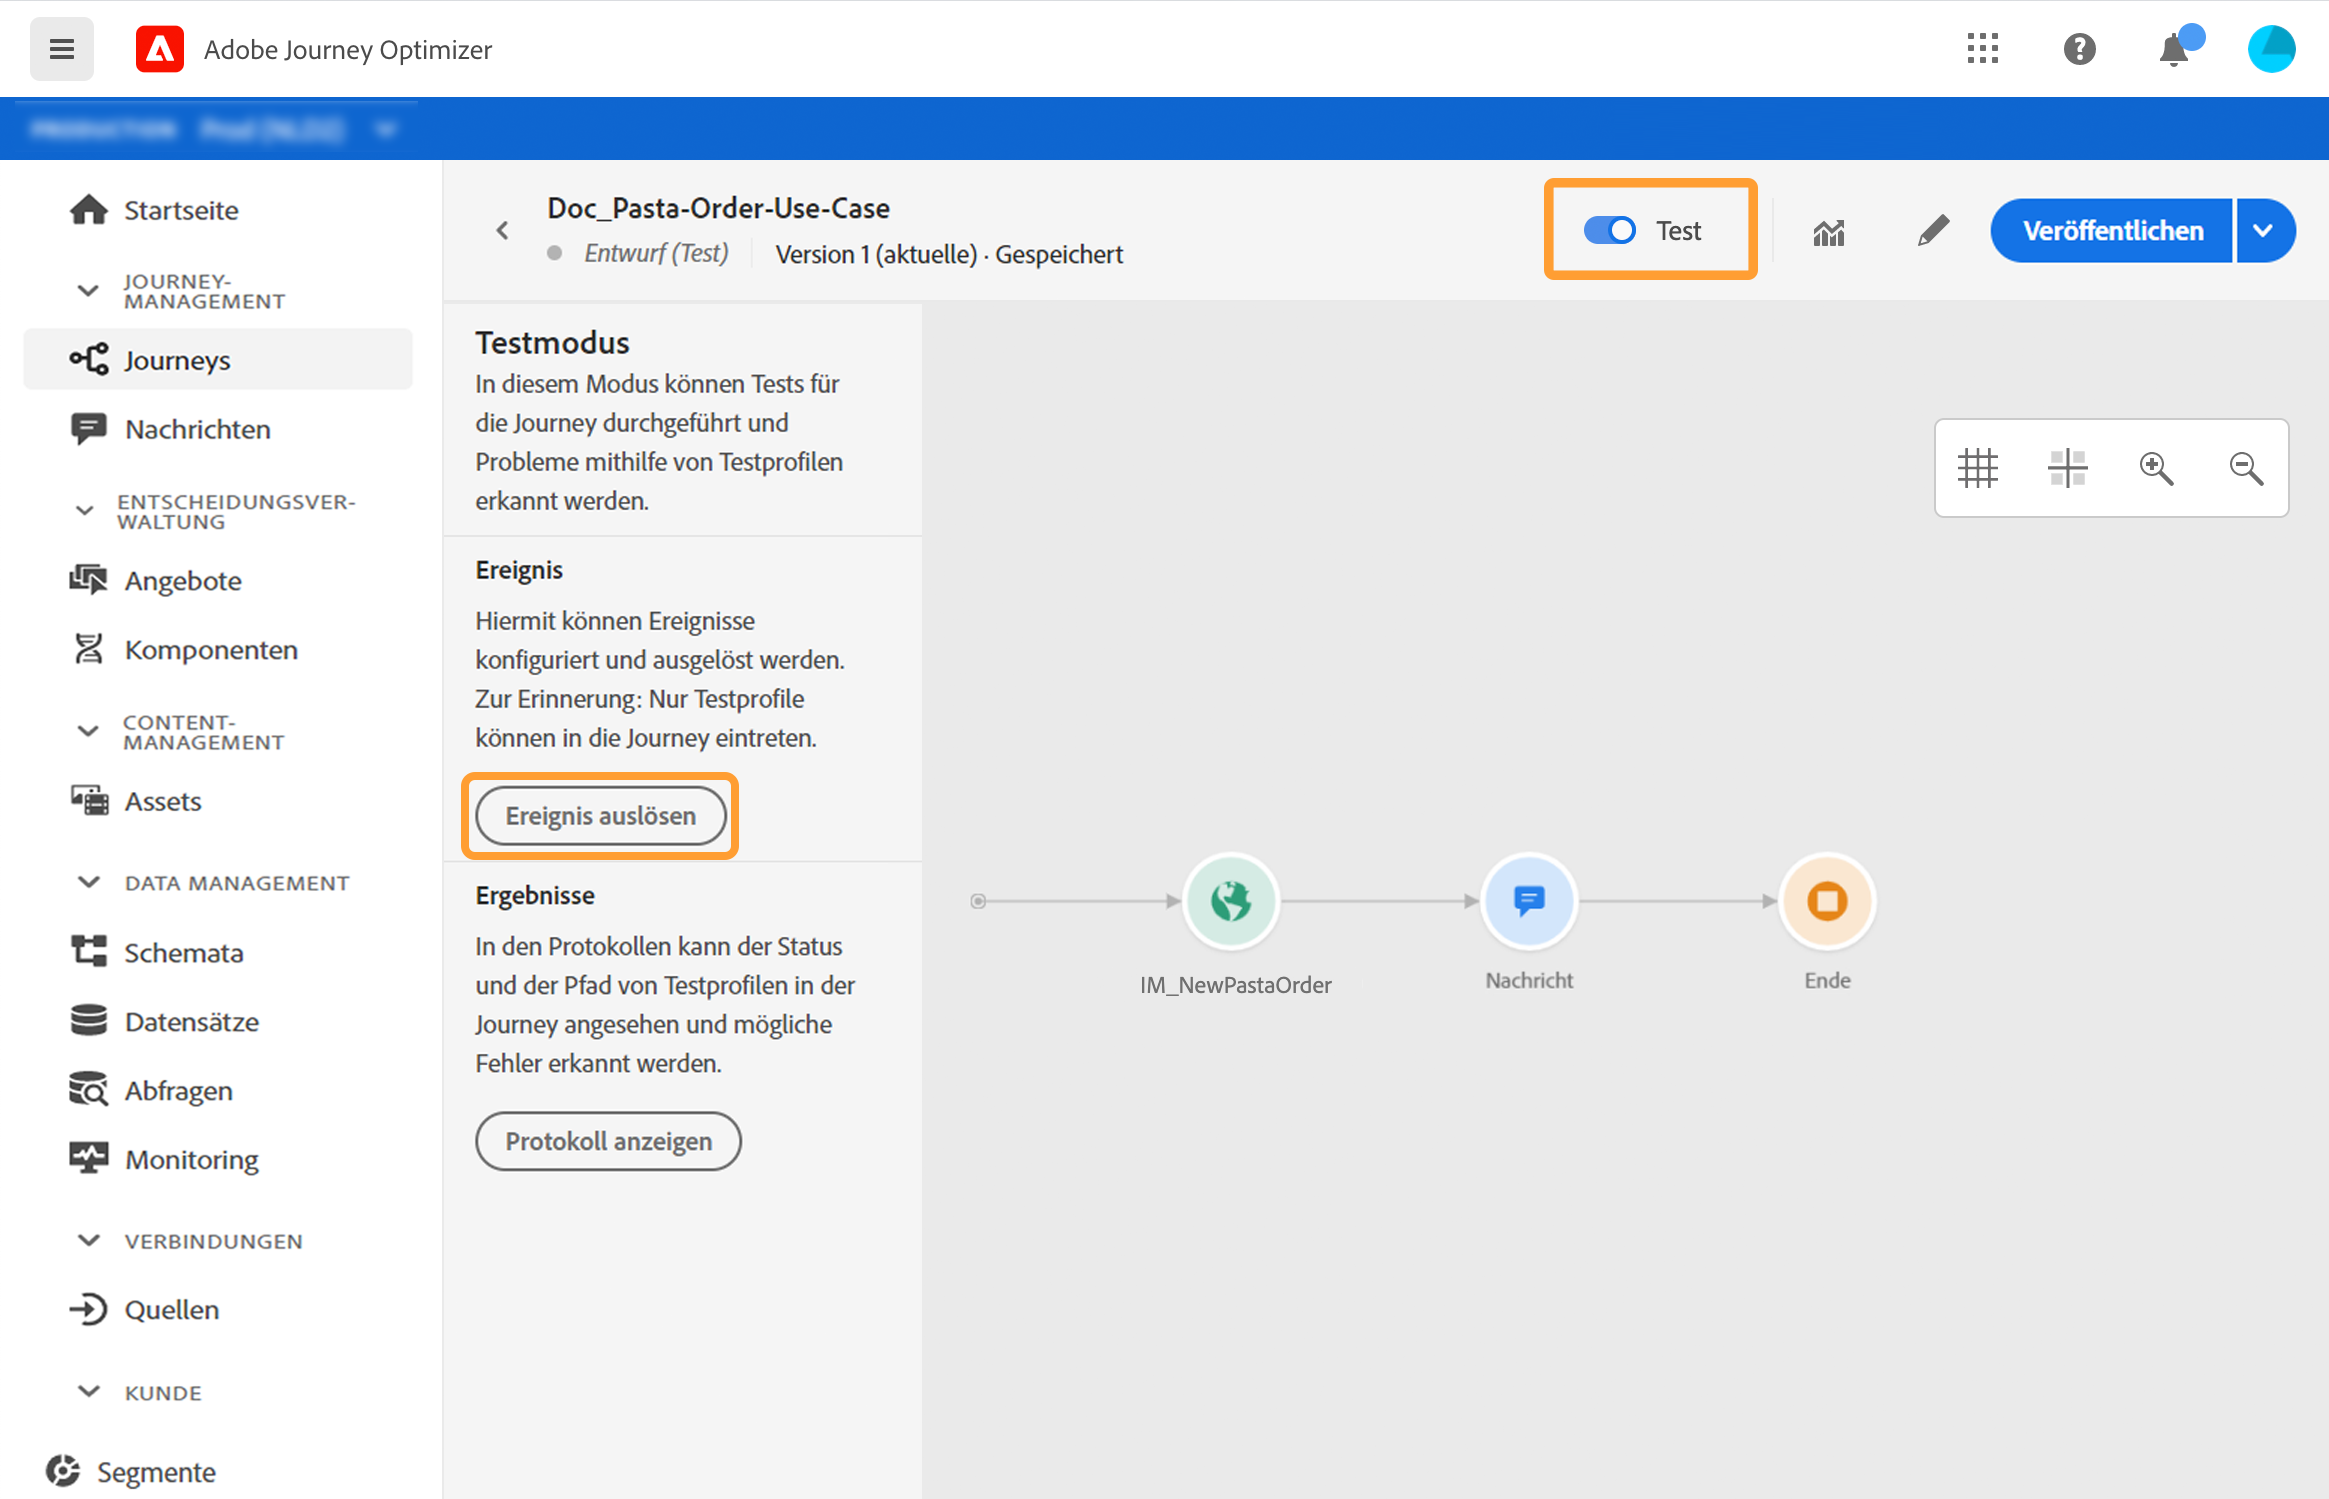 Adobe Journey Optimizer
Startseite
JOURNEY-
MANAGEMENT
Journeys
Nachrichten
ENTSCHEIDUNGSVER-
WALTUNG
Angebote
Komponenten
CONTENT-
MANAGEMENT
Assets
DATA MANAGEMENT
Schemata
Datensätze
Abfragen
Monitoring
VERBINDUNGEN
Quellen
KUNDE
Segmente
Doc_Pasta-Order-Use-Case
Entwurf (Test)
Version 1 (aktuelle) · Gespeichert
Test
Veröffentlichen
Testmodus
In diesem Modus können Tests für
die Journey durchgeführt und
Probleme mithilfe von Testprofilen
erkannt werden.
Ereignis
Hiermit können Ereignisse
konfiguriert und ausgelöst werden.
Zur Erinnerung: Nur Testprofile
können in die Journey eintreten.
Ereignis auslösen
Ergebnisse
In den Protokollen kann der Status
und der Pfad von Testprofilen in der
Journey angesehen und mögliche
Fehler erkannt werden.
Protokoll anzeigen
IM_NewPastaOrder
Nachricht
Ende